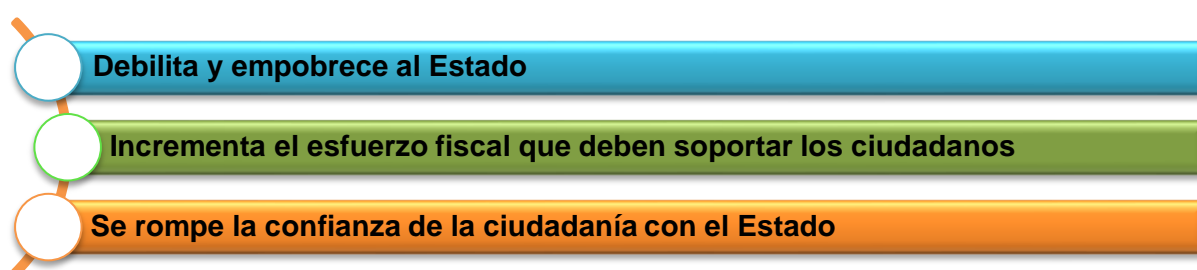 Debilita y empobrece al Estado
Incrementa el esfuerzo fiscal que deben soportar los ciudadanos
Se rompe la confianza de la ciudadanía con el Estado